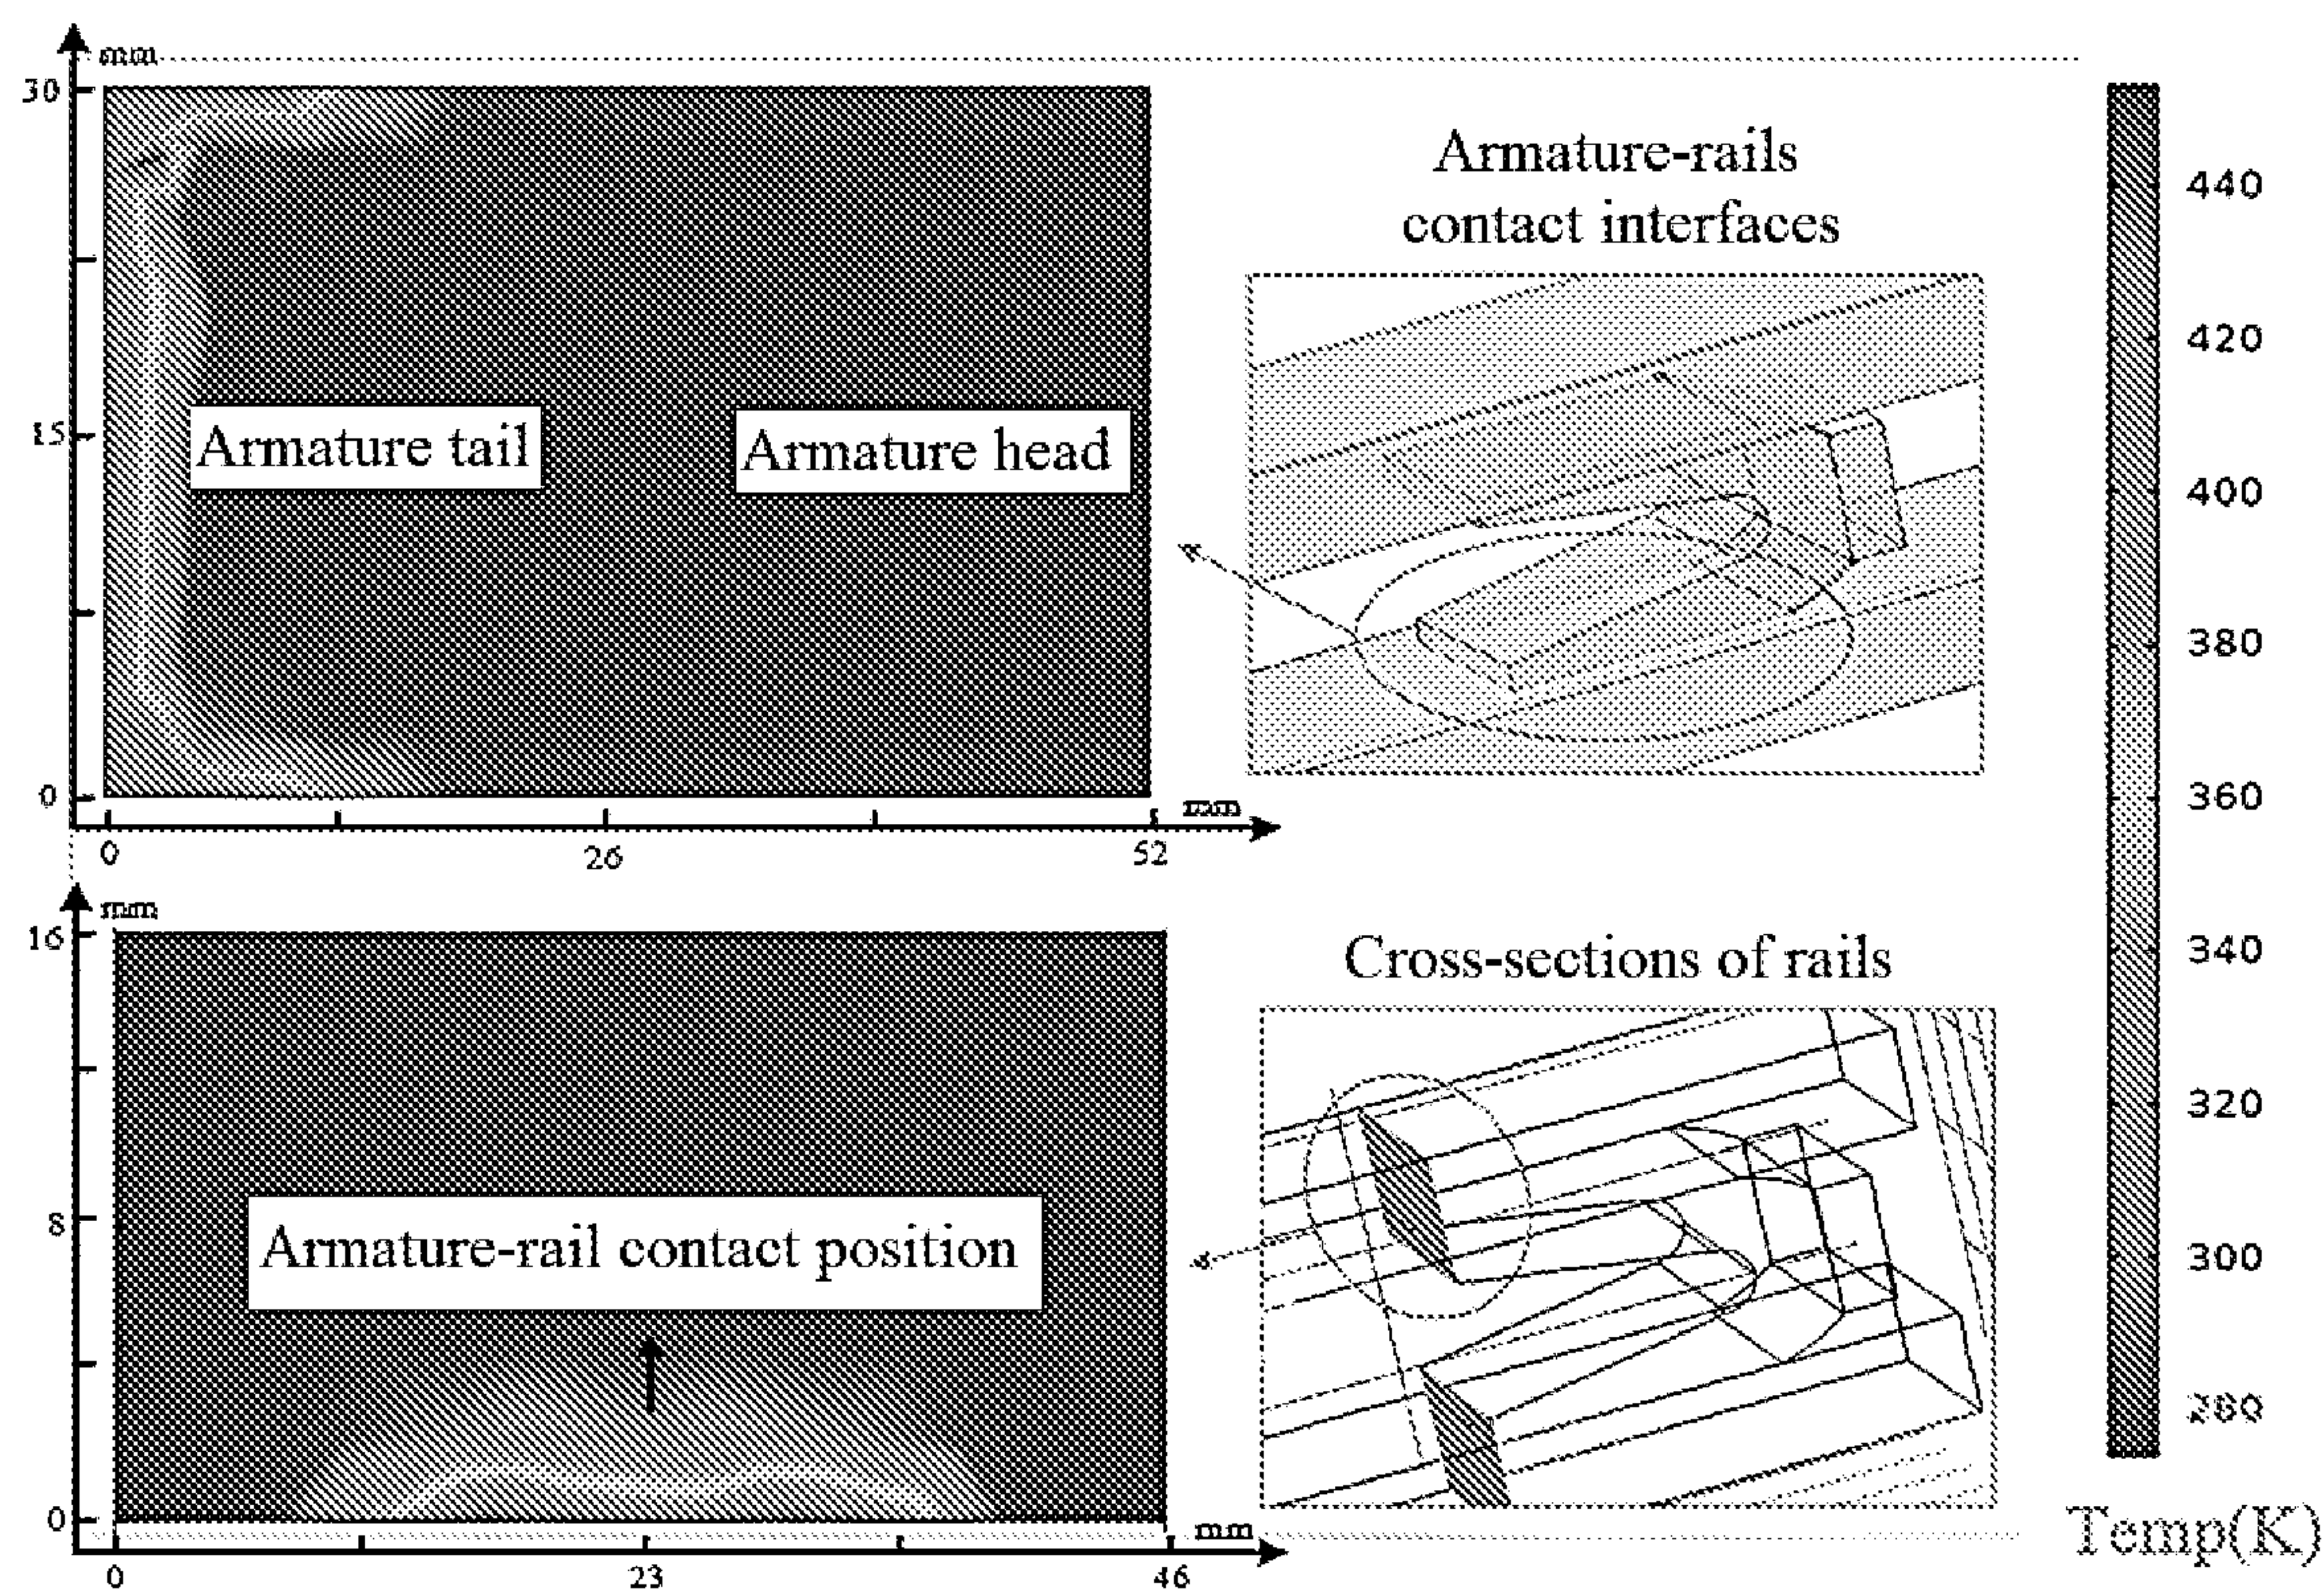 mm
30
15
0
Armature tail
Armature head
mm
0
26
52
Armature-rails
contact interfaces
mm
16
8
0
Armature-rail contact position
mm
0
23
46
Cross-sections of rails
440
420
400
380
360
340
320
300
280
Temp(K)